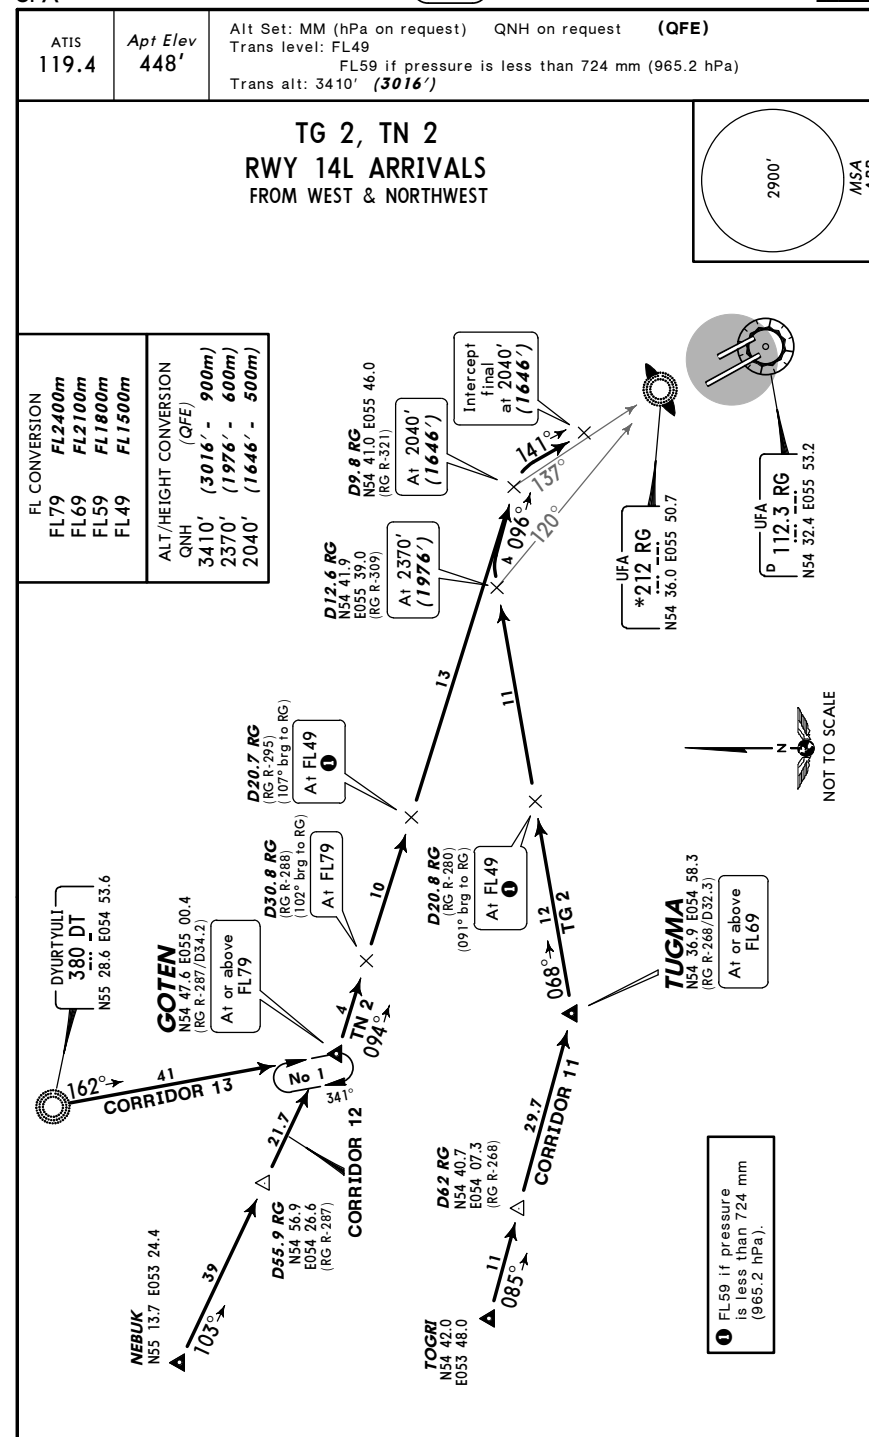 ATIS
119.4
Apt Elev
448'
Alt Set: MM (hPa on request) QNH on request (QFE)
Trans level: FL49
FL59 if pressure is less than 724 mm (965.2 hPa)
Trans alt: 3410' (3016')
TG 2, TN 2
RWY 14L ARRIVALS
FROM WEST & NORTHWEST
2900'
MSA
FL CONVERSION
FL79 FL2400m
FL69 FL2100m
FL59 FL1800m
FL49 FL1500m
ALT/HEIGHT CONVERSION
QNH (QFE)
3410' (3016' - 900m)
2370' (1976' - 600m)
2040' (1646' - 500m)
Intercept
final
at 2040'
(1646')
D9.8 RG
N54 41.0 E055 46.0
(RG R-321)
At 2040'
(1646')
141°
137°
D12.6 RG
N54 41.9
E055 39.0
(RG R-309)
At 2370'
(1976')
4
096°
120°
UFA
*212 RG
N54 36.0 E055 50.7
UFA
D 112.3 RG
N54 32.4 E055 53.2
13
11
D20.7 RG
(RG R-295)
(107° brg to RG)
At FL49
1
D30.8 RG
(RG R-288)
(102° brg to RG)
At FL79
10
D20.8 RG
(RG R-280)
(091° brg to RG)
At FL49
1
N
NOT TO SCALE
DYURTYULI
380 DT
N55 28.6 E054 53.6
GOTEN
N54 47.6 E055 00.4
(RG R-287/D34.2)
At or above
FL79
4
TN 2
094°
12
TG 2
068°
TUGMA
N54 36.9 E054 58.3
(RG R-268/D32.3)
At or above
FL69
162°
41
CORRIDOR 13
No 1
341°
21.7
CORRIDOR 12
D55.9 RG
N54 56.9
E054 26.6
(RG R-287)
29.7
CORRIDOR 11
D62 RG
N54 40.7
E054 07.3
(RG R-268)
NEBUK
N55 13.7 E053 24.4
39
103°
11
085°
TOGRI
N54 42.0
E053 48.0
1 FL59 if pressure
is less than 724 mm
(965.2 hPa).